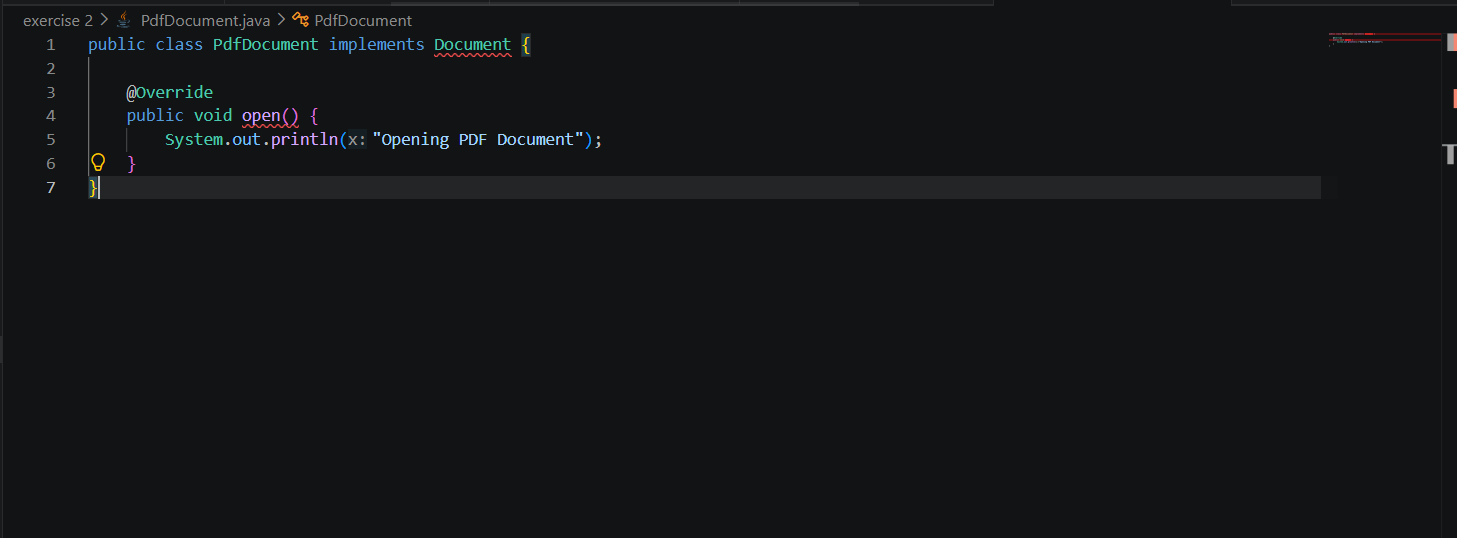 exercise 2 > PdfDocument.java > PdfDocument
1 public class PdfDocument implements Document {
2
3     @Override
4     public void open() {
5         System.out.println(x: "Opening PDF Document");
6     }
7 }